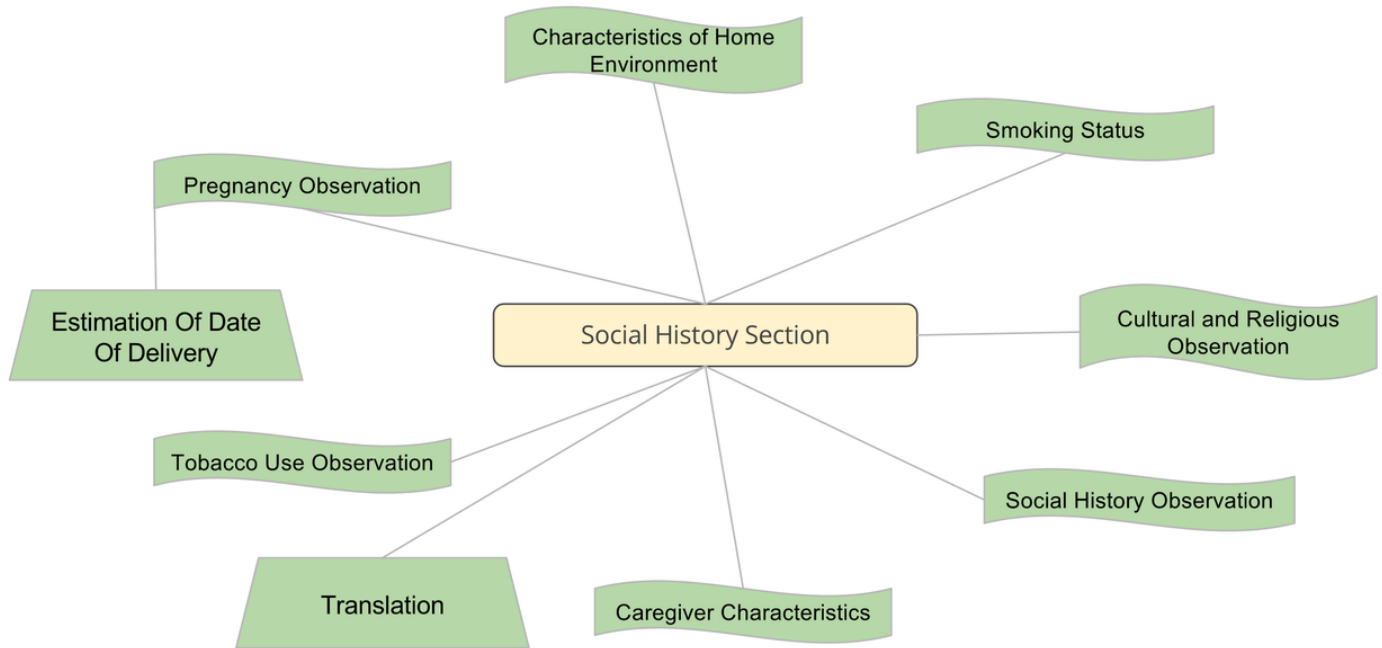 Characteristics of Home
Environment
Smoking Status
Pregnancy Observation
Estimation Of Date
Of Delivery
Social History Section
Cultural and Religious
Observation
Tobacco Use Observation
Social History Observation
Translation
Caregiver Characteristics